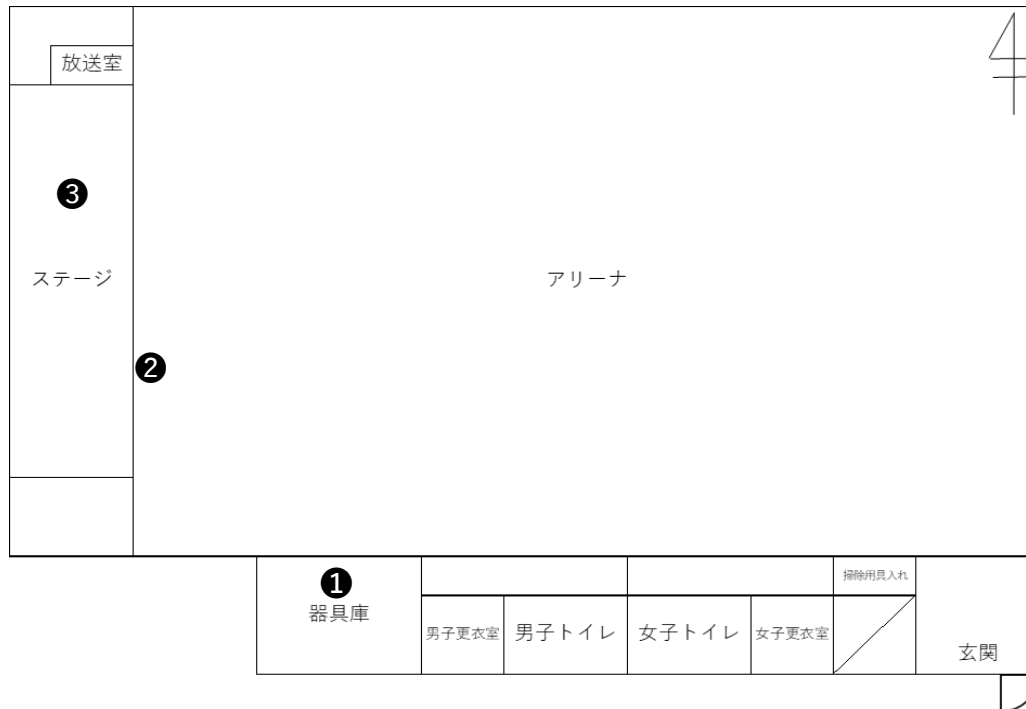 放送室
❸
ステージ
アリーナ
❷
❶
器具庫
掃除用具入れ
男子更衣室
男子トイレ
女子トイレ
女子更衣室
玄関